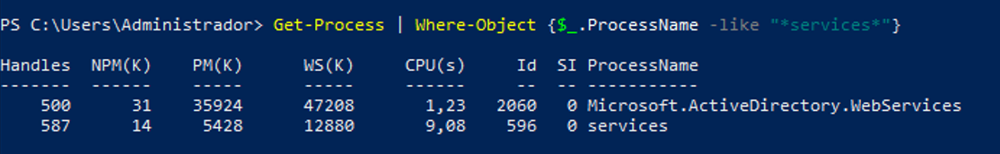 PS C:\Users\Administrador> Get-Process | Where-Object {$_.ProcessName -like "*services*"}
Handles  NPM(K)    PM(K)      WS(K)     CPU(s)     Id  SI ProcessName
-------  ------    -----      -----     ------     --  -- -----------
    500      31    35924      47208       1,23   2060   0 Microsoft.ActiveDirectory.WebServices
    587      14     5428      12880       9,08    596   0 services